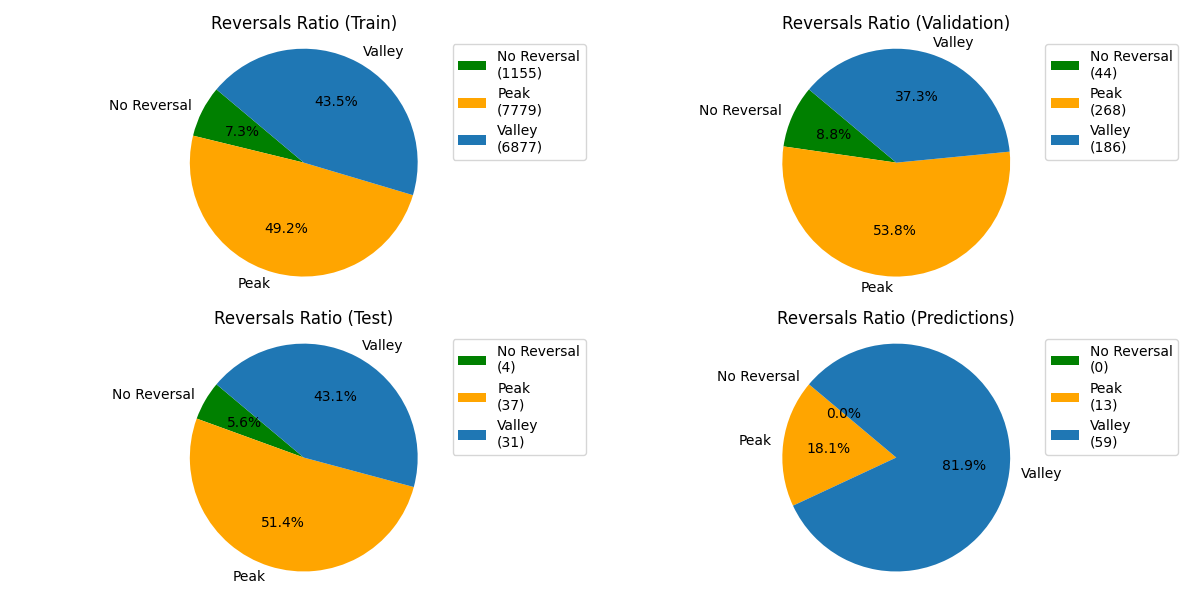 Reversals Ratio (Train)
Valley
No Reversal
Peak
43.5%
7.3%
49.2%
No Reversal
(1155)
Peak
(7779)
Valley
(6877)
Reversals Ratio (Validation)
Valley
No Reversal
Peak
37.3%
8.8%
53.8%
No Reversal
(44)
Peak
(268)
Valley
(186)
Reversals Ratio (Test)
Valley
No Reversal
Peak
43.1%
5.6%
51.4%
No Reversal
(4)
Peak
(37)
Valley
(31)
Reversals Ratio (Predictions)
No Reversal
Peak
Valley
0.0%
18.1%
81.9%
No Reversal
(0)
Peak
(13)
Valley
(59)